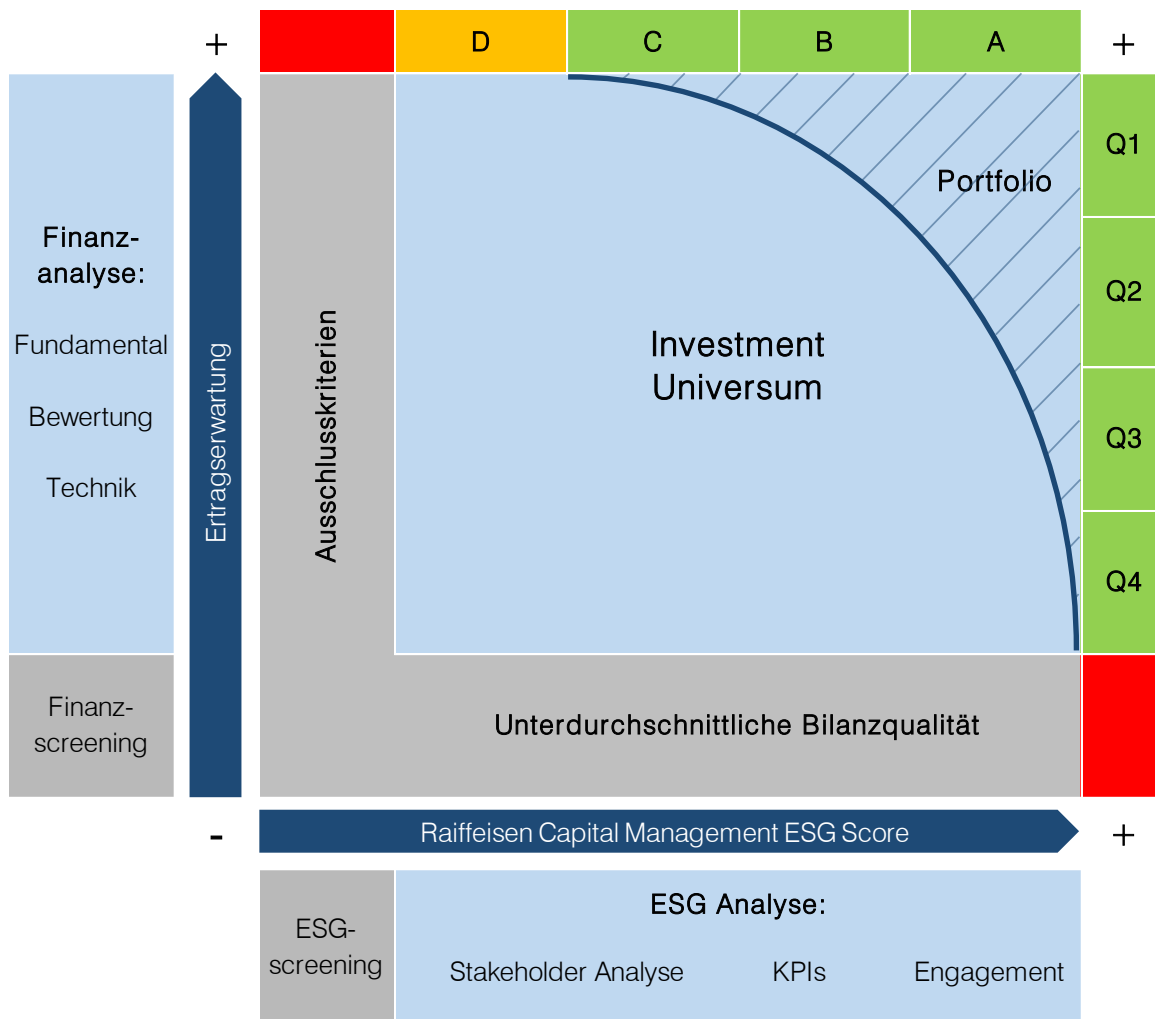 +
D
C
B
A
+
Finanz-
analyse:
Fundamental
Bewertung
Technik
Finanz-
screening
Ertragserwartung
Ausschlusskriterien
Investment
Universum
Portfolio
Q1
Q2
Q3
Q4
Unterdurchschnittliche Bilanzqualität
-
Raiffeisen Capital Management ESG Score
+
ESG-
screening
ESG Analyse:
Stakeholder Analyse KPIs Engagement